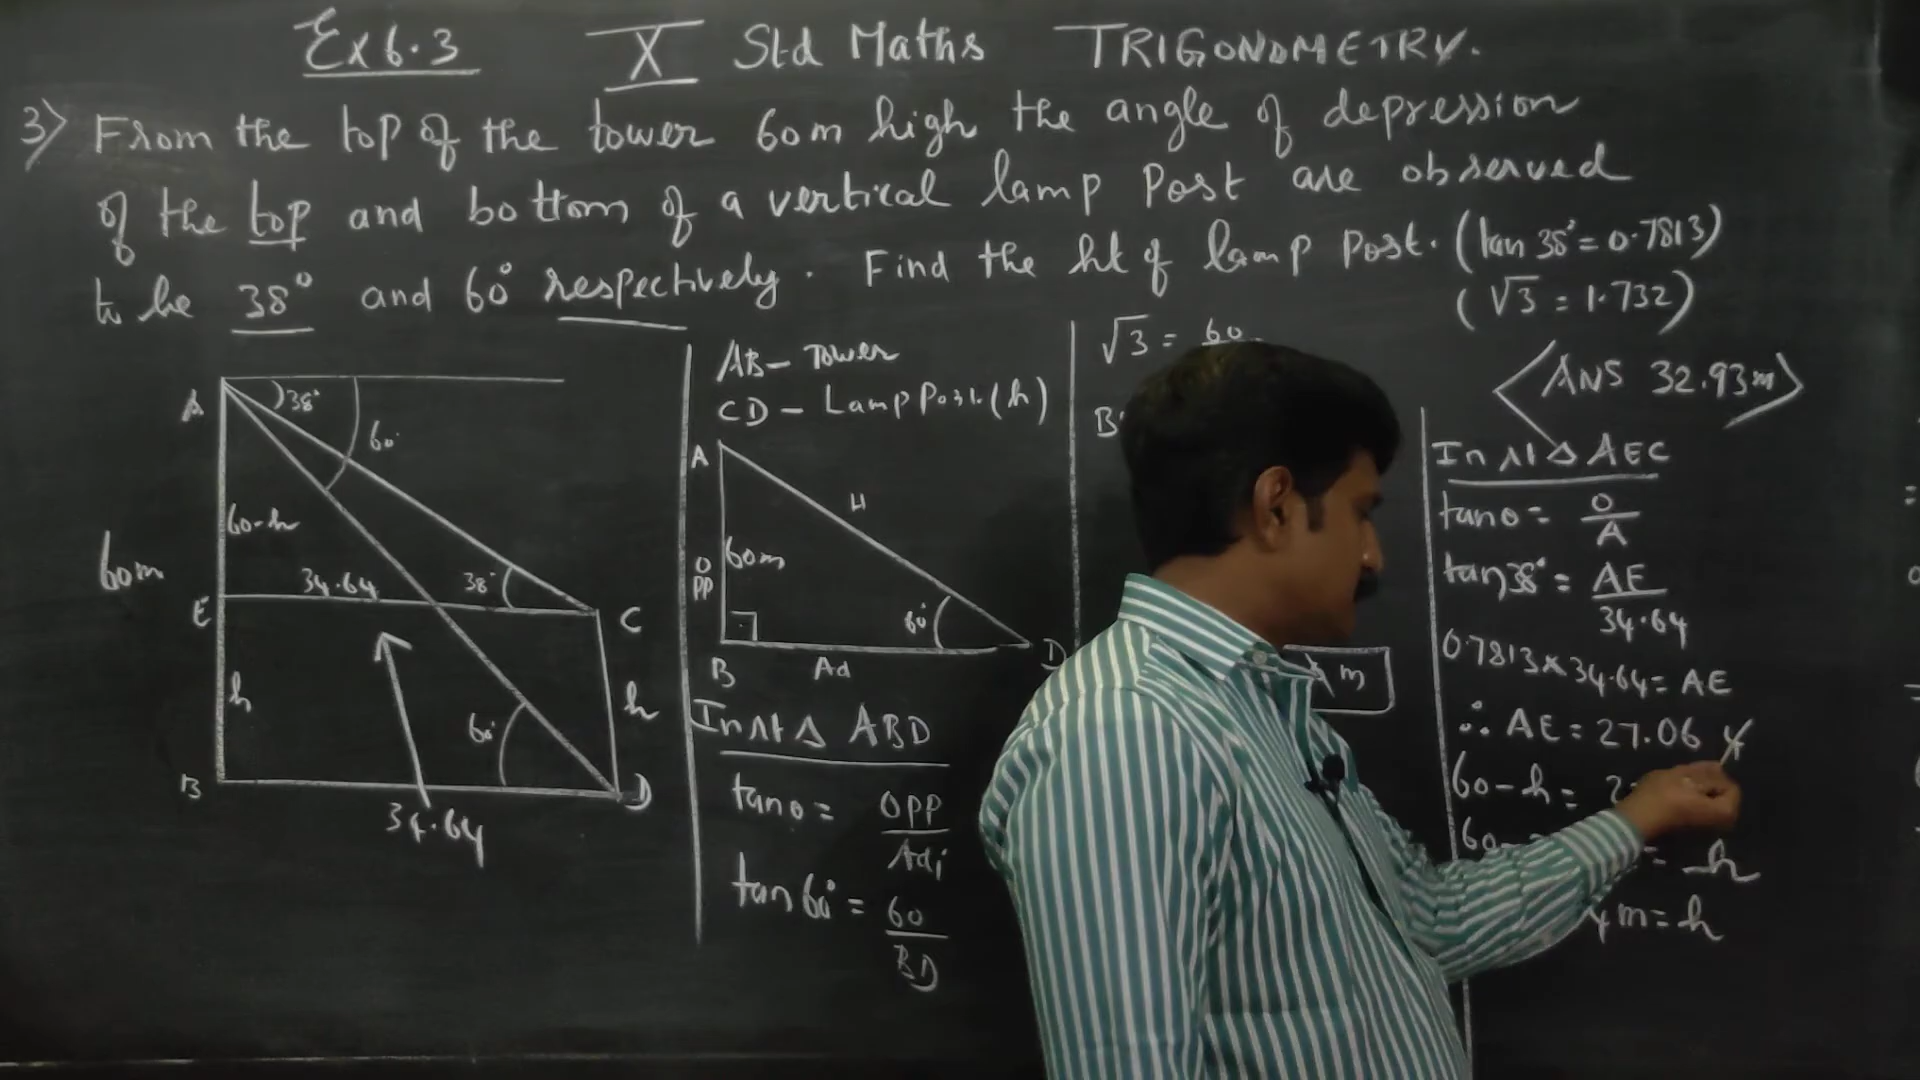 Ex 6.3 X Std Maths TRIGONOMETRY.
3) From the top of the tower 60m high the angle of depression
of the top and bottom of a vertical lamp Post are observed
to be 38° and 60° respectively. Find the ht of lamp Post. (tan 38° = 0.7813)
(√3 = 1.732)
A
38°
60°
60-h
60m
34.64
38°
E
C
h
h
60°
B
D
34.64
AB - Tower
CD - Lamp Post (h)
A
H
60m
OPP
60°
B
Ad
D
In rt Δ ABD
tan θ = OPP
Adj
tan 60° = 60
BD
√3 = 60
B
m
<ANS 32.93m>
In rt Δ AEC
tan θ = O
A
tan 38° = AE
34.64
0.7813 × 34.64 = AE
∴ AE = 27.06
60 - h =
60 - = h
4 m = h